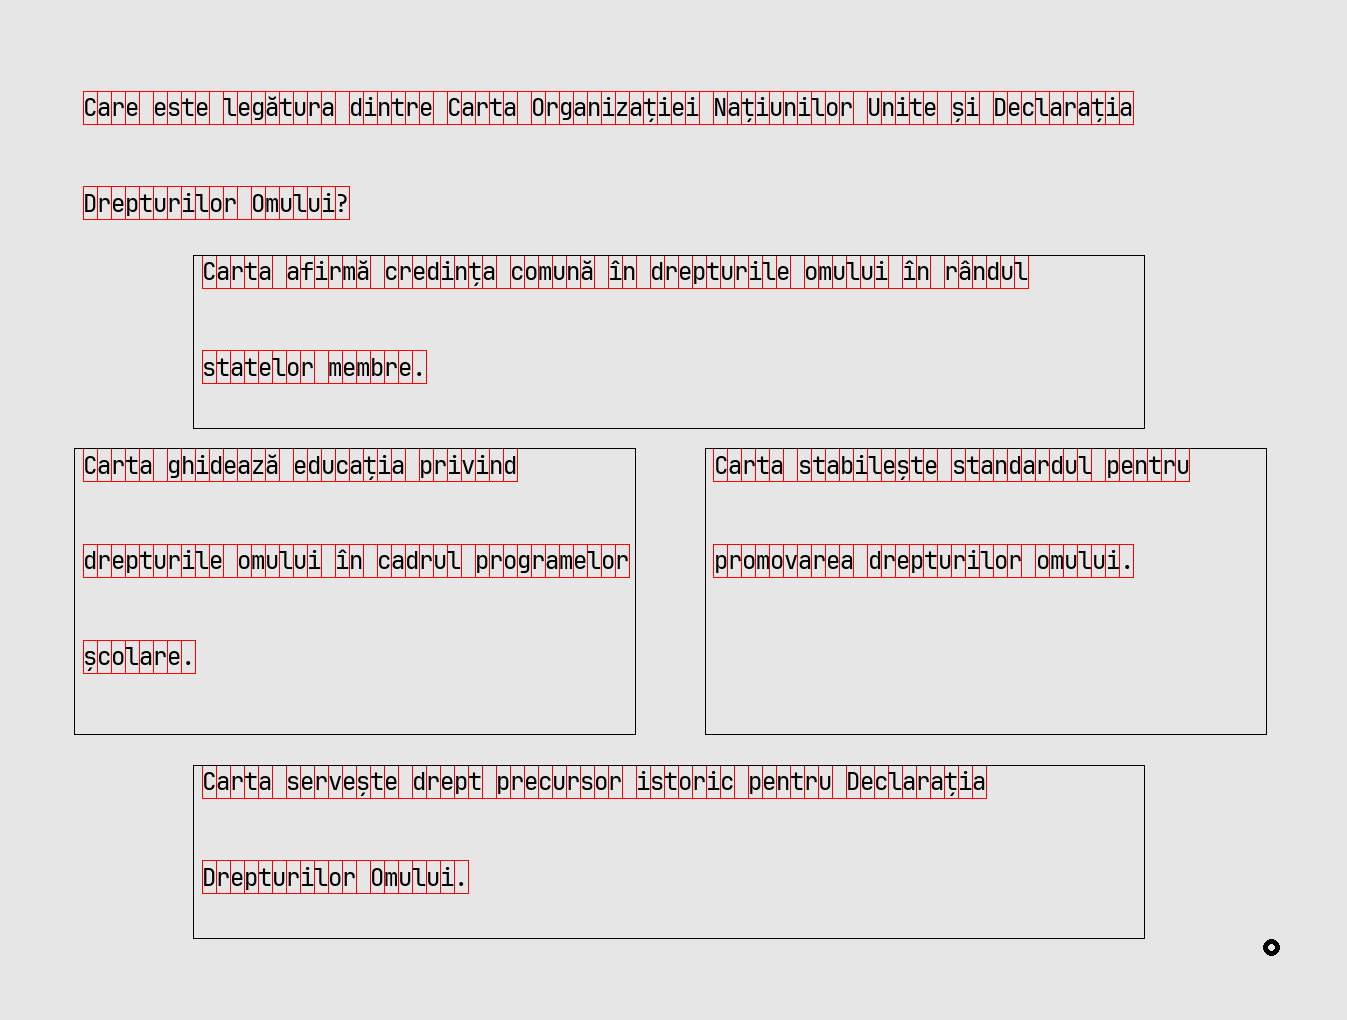 Care este legătura dintre Carta Organizației Națiunilor Unite și Declarația
Drepturilor Omului?
Carta afirmă credința comună în drepturile omului în rândul
statelor membre.
Carta ghidează educația privind
drepturile omului în cadrul programelor
școlare.
Carta stabilește standardul pentru
promovarea drepturilor omului.
Carta servește drept precursor istoric pentru Declarația
Drepturilor Omului.